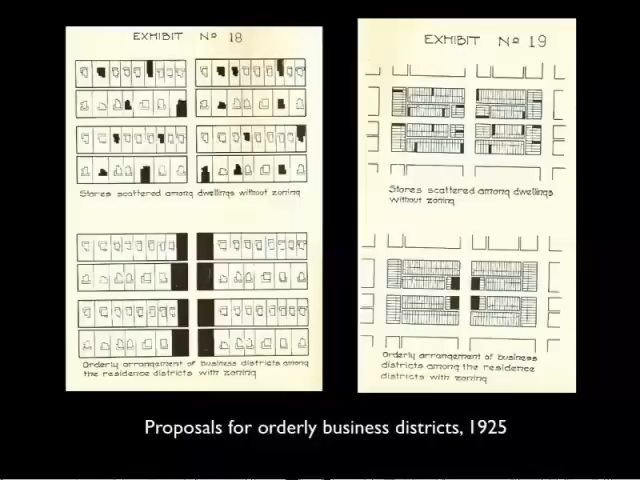 EXHIBIT No 18
Stores scattered among dwellings without zoning
Orderly arrangement of business districts among
the residence districts with zoning
EXHIBIT No 19
Stores scattered among dwellings
without zoning
Orderly arrangement of business
districts among the residence
districts with zoning
Proposals for orderly business districts, 1925